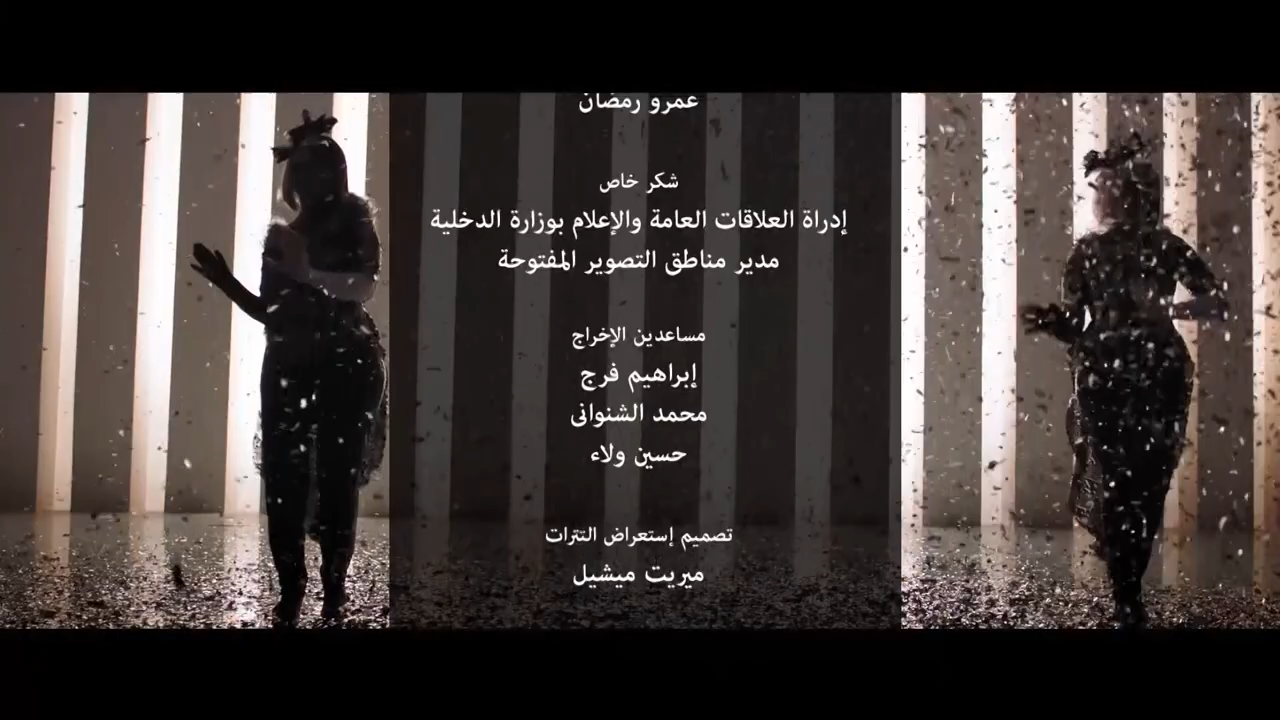 عمرو رمضان
شكر خاص
إدراة العلاقات العامة والإعلام بوزارة الدخلية
مدير مناطق التصوير المفتوحة
مساعدين الإخراج
إبراهيم فرج
محمد الشنوانى
حسين ولاء
تصميم إستعراض التترات
ميريت ميشيل